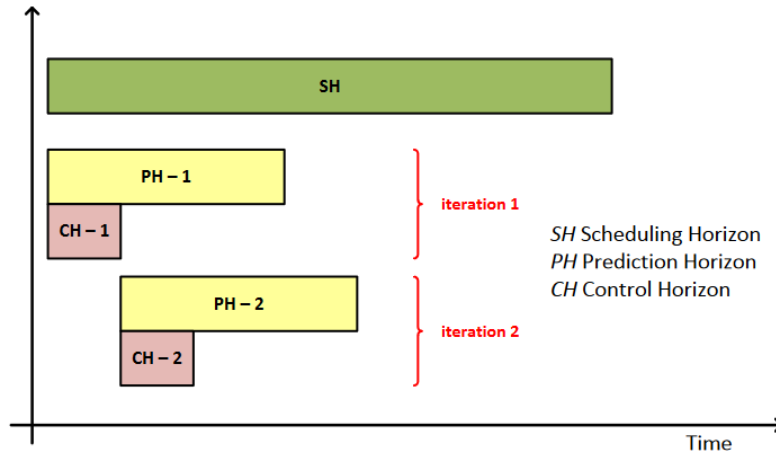 SH
PH – 1
CH – 1
iteration 1
PH – 2
CH – 2
iteration 2
SH Scheduling Horizon
PH Prediction Horizon
CH Control Horizon
Time